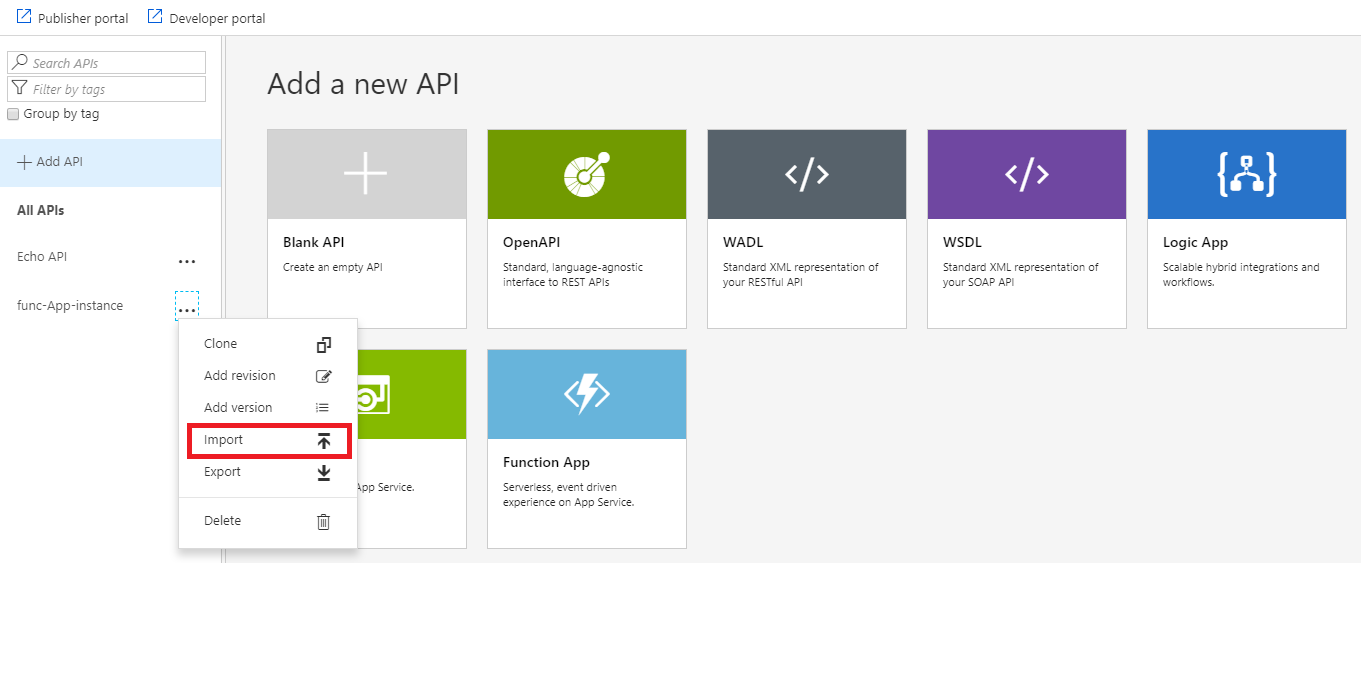 Publisher portal
Developer portal
Search APIs
Filter by tags
Group by tag
Add API
All APIs
Echo API
...
func-App-instance
...
Clone
Add revision
Add version
Import
Export
Delete
Add a new API
Blank API
Create an empty API
OpenAPI
Standard, language-agnostic
interface to REST APIs
WADL
Standard XML representation of
your RESTful API
WSDL
Standard XML representation of
your SOAP API
Logic App
Scalable hybrid integrations and
workflows.
App Service.
Function App
Serverless, event driven
experience on App Service.